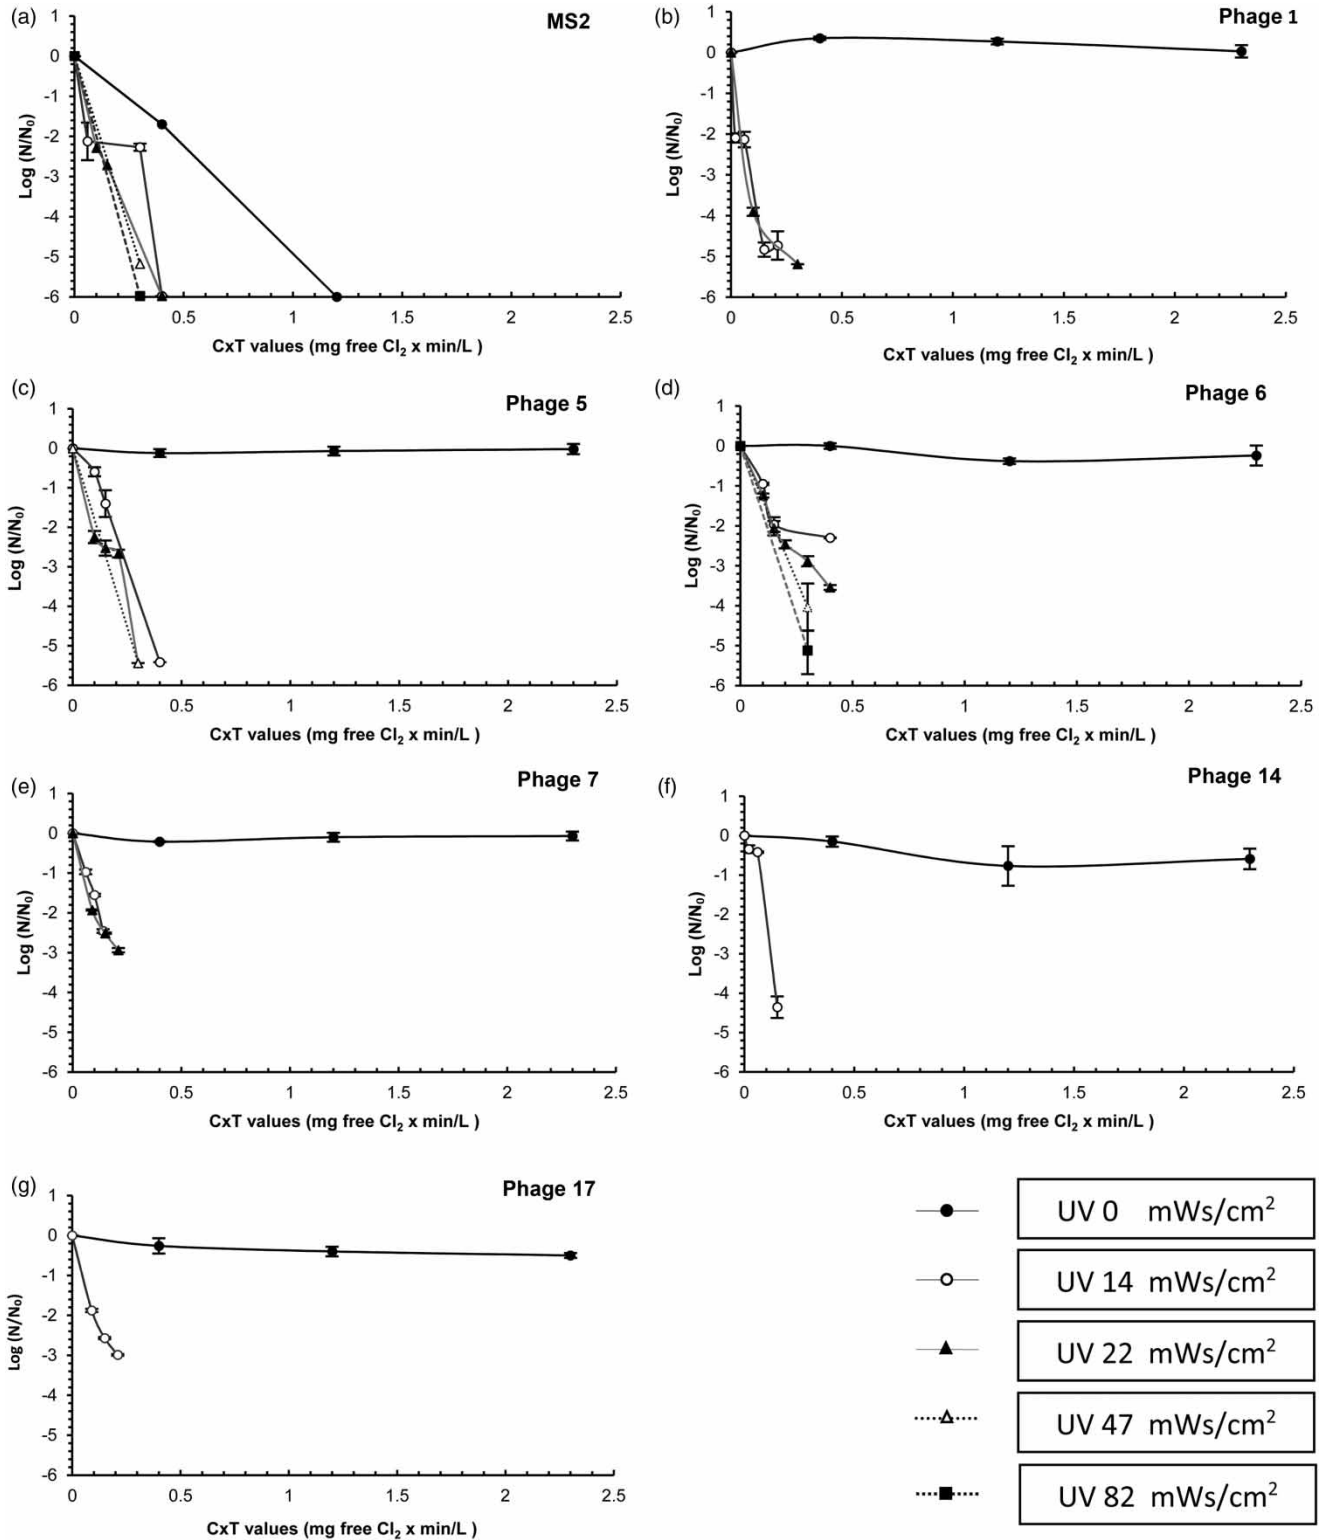 (a)
MS2
1
0
-1
-2
-3
-4
-5
-6
Log (N/N₀)
0 0.5 1 1.5 2 2.5
CxT values (mg free Cl₂ x min/L )
(b)
Phage 1
1
0
-1
-2
-3
-4
-5
-6
Log (N/N₀)
0 0.5 1 1.5 2 2.5
CxT values (mg free Cl₂ x min/L )
(c)
Phage 5
1
0
-1
-2
-3
-4
-5
-6
Log (N/N₀)
0 0.5 1 1.5 2 2.5
CxT values (mg free Cl₂ x min/L )
(d)
Phage 6
1
0
-1
-2
-3
-4
-5
-6
Log (N/N₀)
0 0.5 1 1.5 2 2.5
CxT values (mg free Cl₂ x min/L )
(e)
Phage 7
1
0
-1
-2
-3
-4
-5
-6
Log (N/N₀)
0 0.5 1 1.5 2 2.5
CxT values (mg free Cl₂ x min/L )
(f)
Phage 14
1
0
-1
-2
-3
-4
-5
-6
Log (N/N₀)
0 0.5 1 1.5 2 2.5
CxT values (mg free Cl₂ x min/L )
(g)
Phage 17
1
0
-1
-2
-3
-4
-5
-6
Log (N/N₀)
0 0.5 1 1.5 2 2.5
CxT values (mg free Cl₂ x min/L )
UV 0 mWs/cm²
UV 14 mWs/cm²
UV 22 mWs/cm²
UV 47 mWs/cm²
UV 82 mWs/cm²